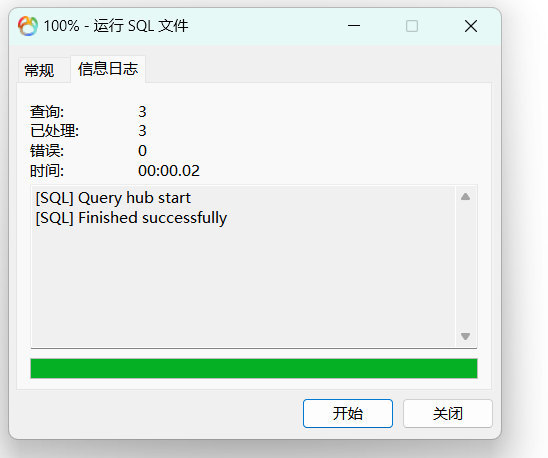 100% - 运行 SQL 文件
常规 信息日志
查询: 3
已处理: 3
错误: 0
时间: 00:00.02
[SQL] Query hub start
[SQL] Finished successfully
开始 关闭